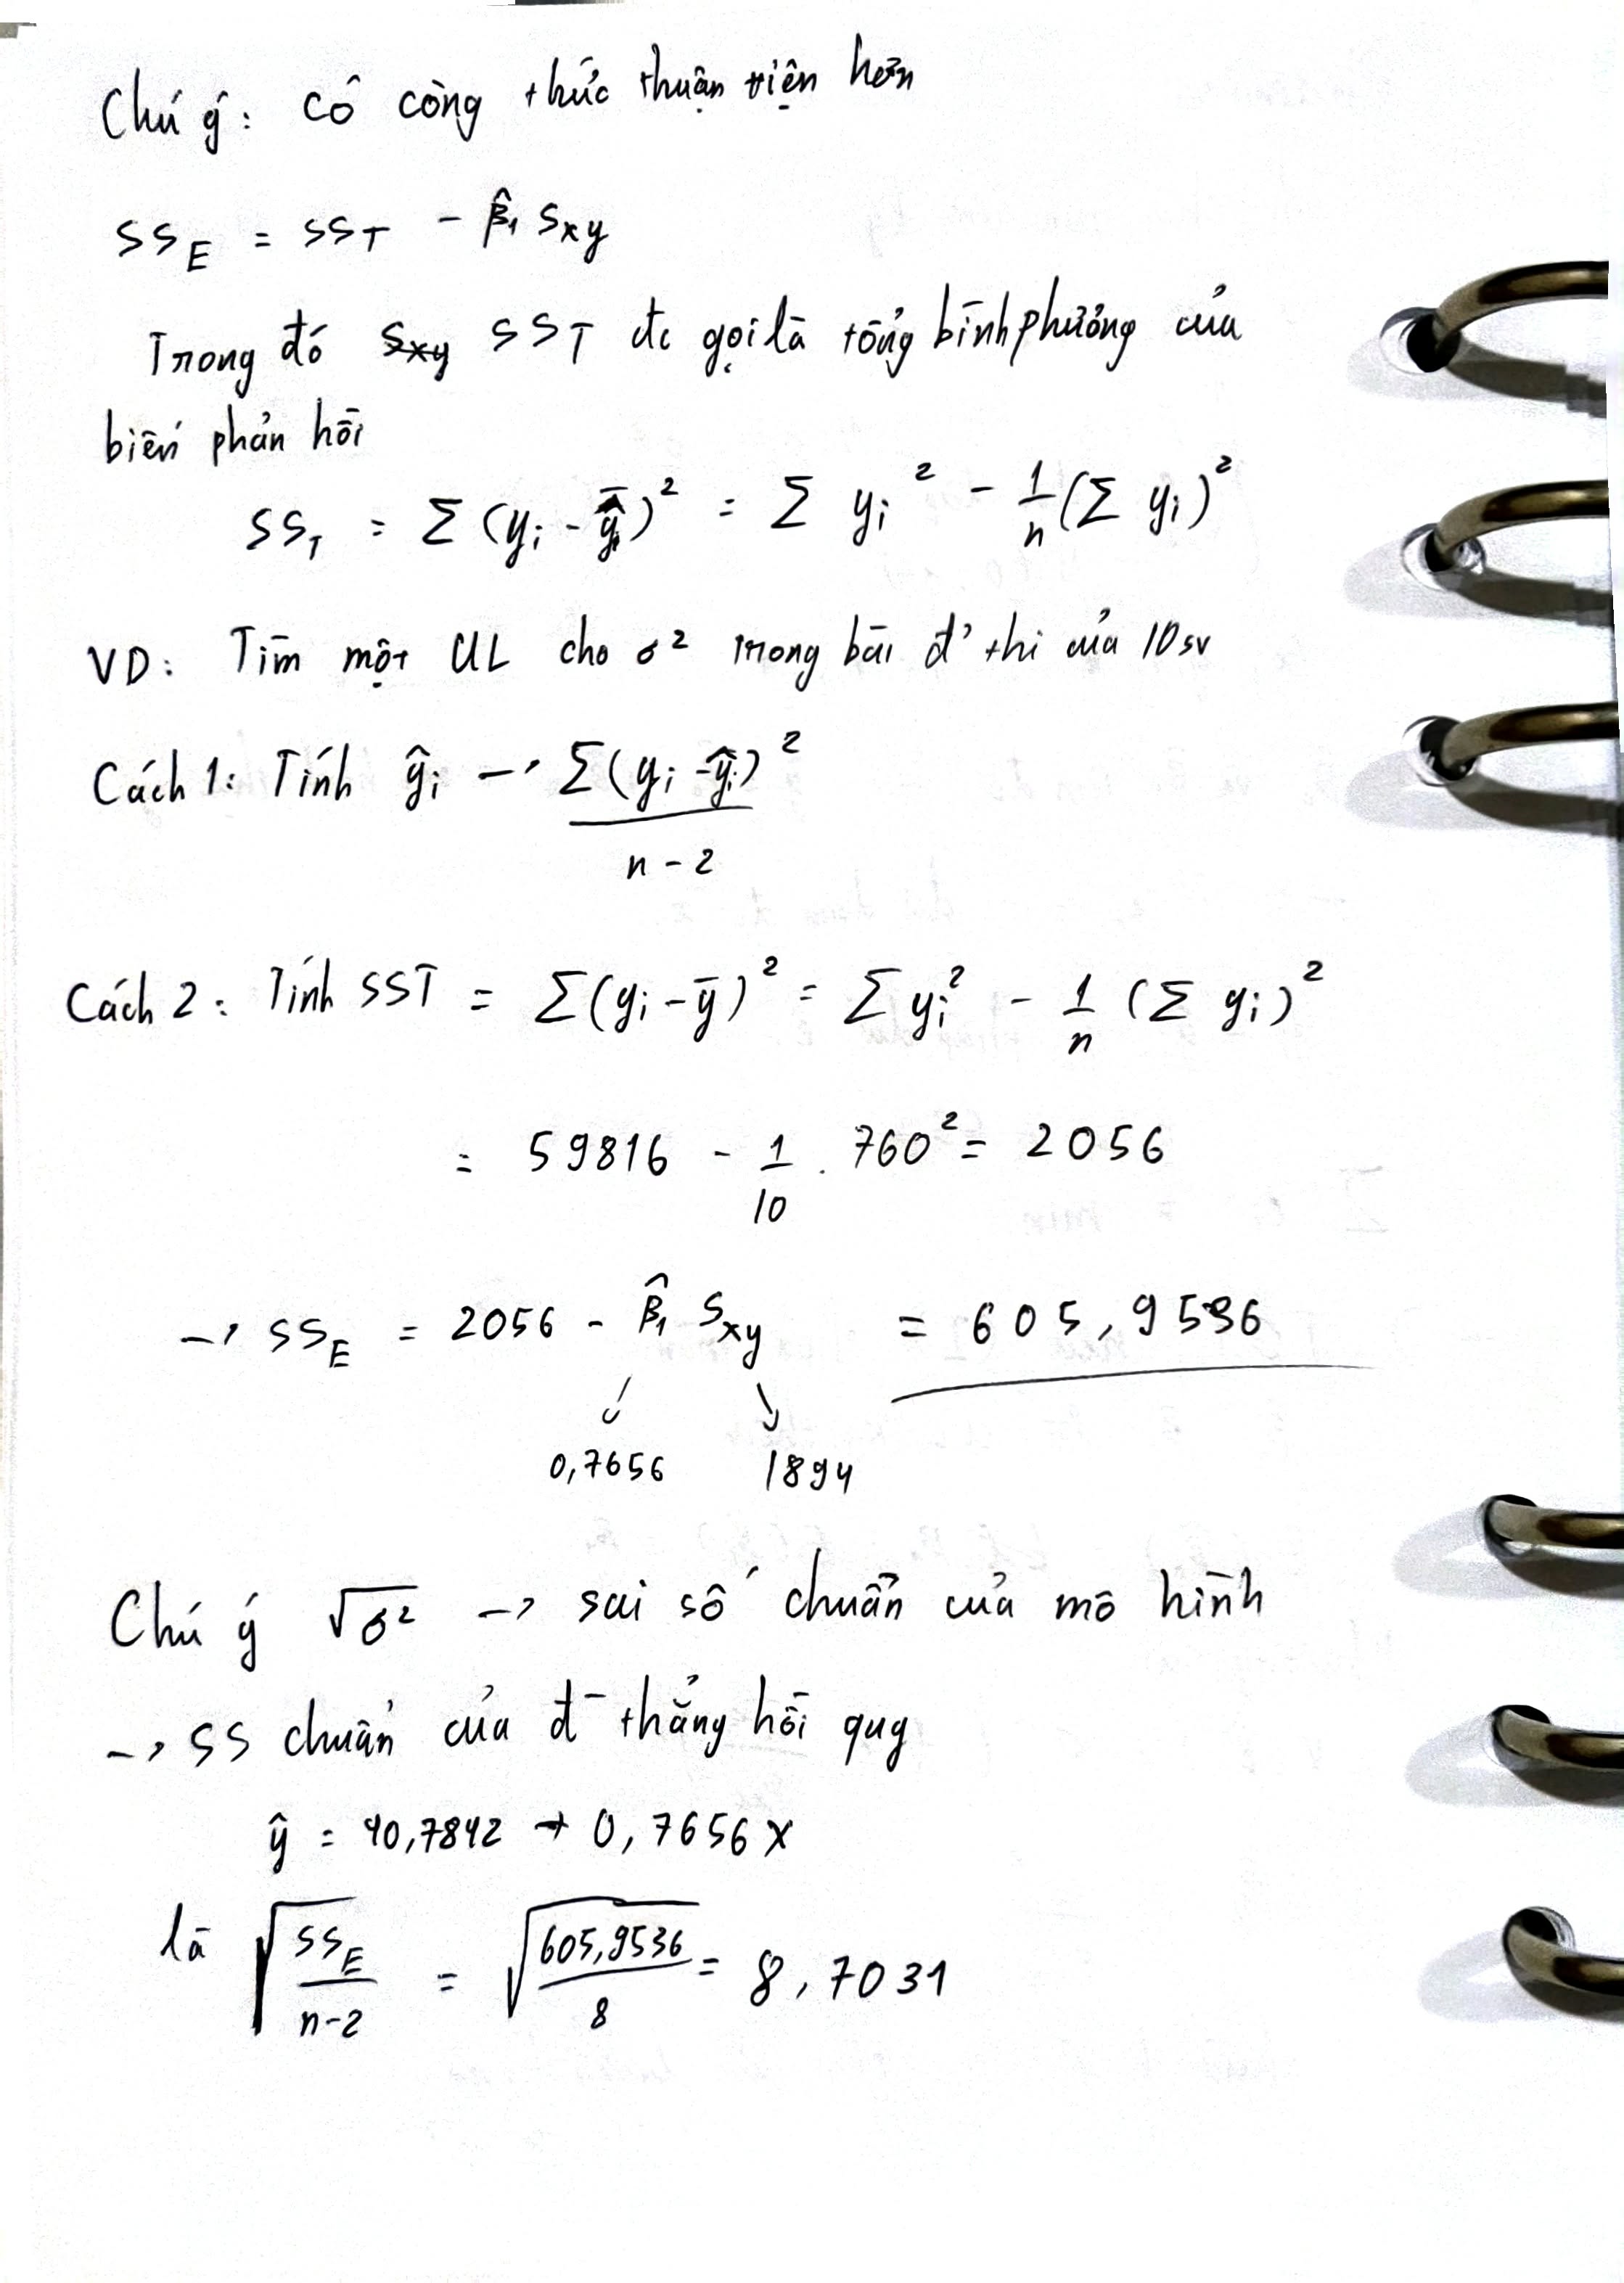 Chú ý: Có công thức thuận tiện hơn
SS_E = SS_T - β̂₁ S_xy
Trong đó SS_T đc gọi là tổng bình phương của
biến phản hồi
SS_T = Σ (y_i - ȳ)² = Σ y_i² - 1/n (Σ y_i)²
VD: Tìm một ƯL cho σ² trong bài đ' thi của 10sv
Cách 1: Tính ŷ_i → Σ(y_i - ŷ_i)² / (n - 2)
Cách 2: Tính SST = Σ(y_i - ȳ)² = Σ y_i² - 1/n (Σ y_i)²
= 59816 - 1/10 . 760² = 2056
→ SS_E = 2056 - β̂₁ S_xy = 605,9536
↙ ↘
0,7656 1894
Chú ý √σ² → sai số chuẩn của mô hình
→ SS chuẩn của đ- thẳng hồi quy
ŷ = 40,7842 + 0,7656x
là √(SS_E / (n-2)) = √(605,9536 / 8) = 8,7031